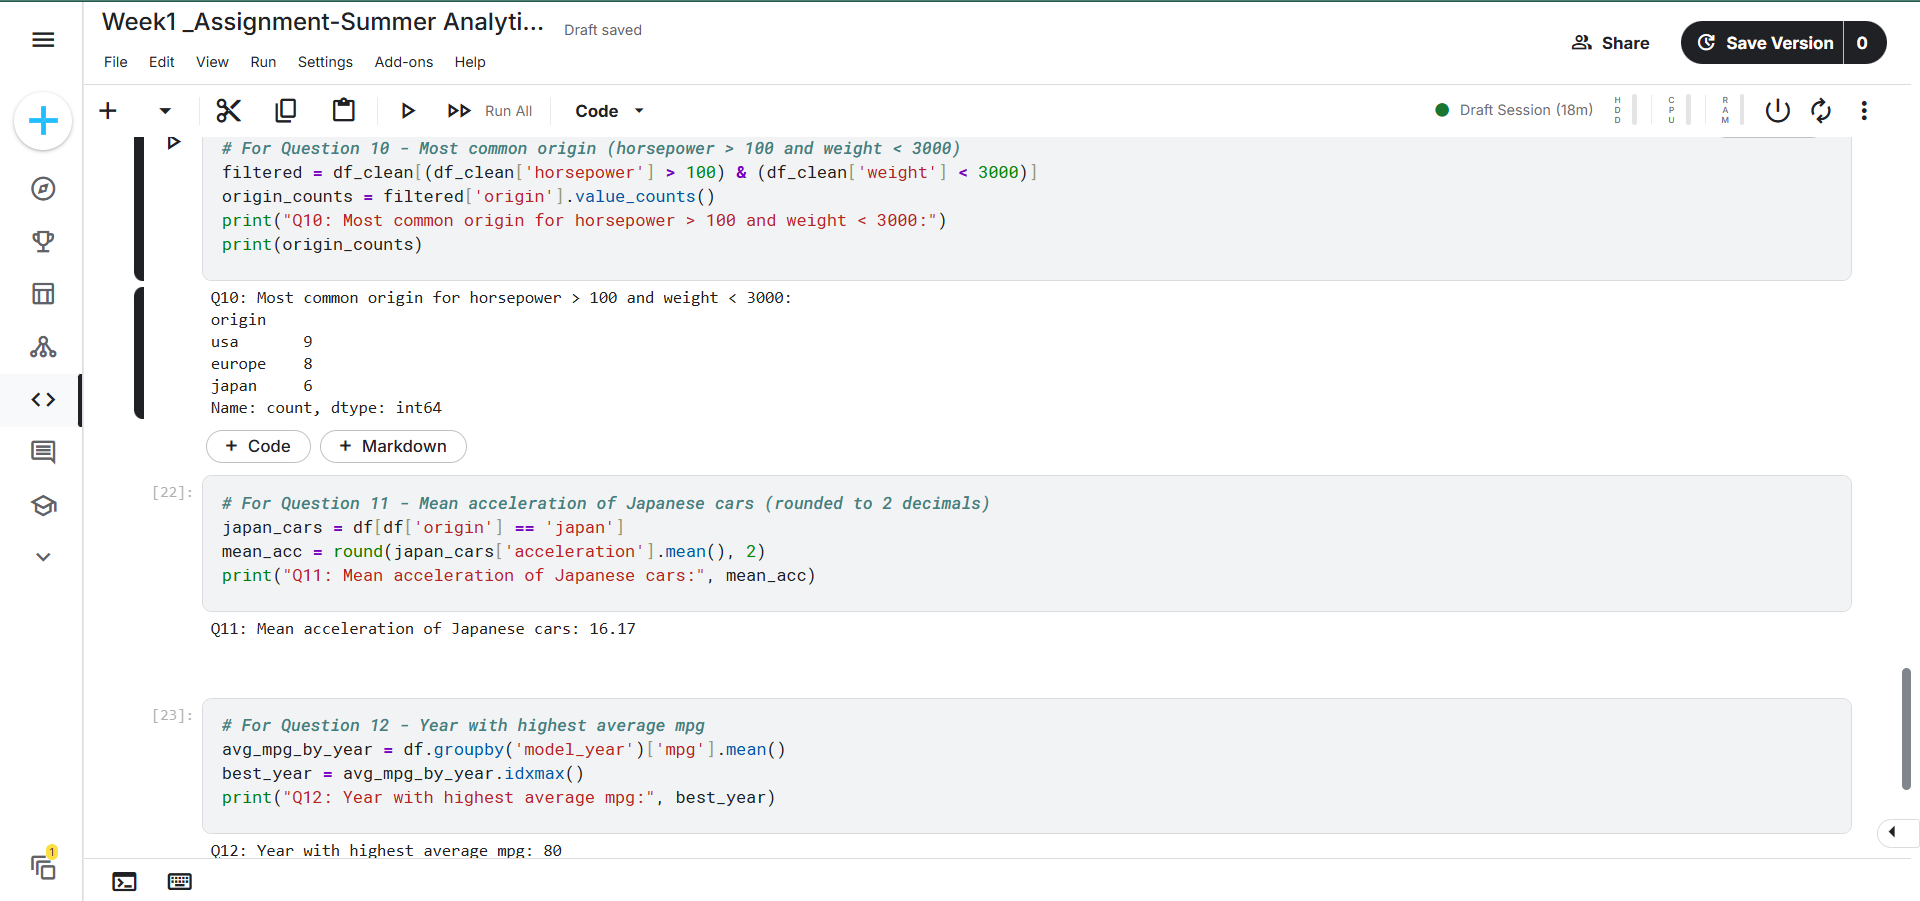 Week1 _Assignment-Summer Analyti...
Draft saved
File Edit View Run Settings Add-ons Help
Share
Save Version 0
Run All
Code
Draft Session (18m)
HDD
CPU
RAM
# For Question 10 - Most common origin (horsepower > 100 and weight < 3000)
filtered = df_clean[(df_clean['horsepower'] > 100) & (df_clean['weight'] < 3000)]
origin_counts = filtered['origin'].value_counts()
print("Q10: Most common origin for horsepower > 100 and weight < 3000:")
print(origin_counts)
Q10: Most common origin for horsepower > 100 and weight < 3000:
origin
usa 9
europe 8
japan 6
Name: count, dtype: int64
+ Code + Markdown
[22]:
# For Question 11 - Mean acceleration of Japanese cars (rounded to 2 decimals)
japan_cars = df[df['origin'] == 'japan']
mean_acc = round(japan_cars['acceleration'].mean(), 2)
print("Q11: Mean acceleration of Japanese cars:", mean_acc)
Q11: Mean acceleration of Japanese cars: 16.17
[23]:
# For Question 12 - Year with highest average mpg
avg_mpg_by_year = df.groupby('model_year')['mpg'].mean()
best_year = avg_mpg_by_year.idxmax()
print("Q12: Year with highest average mpg:", best_year)
Q12: Year with highest average mpg: 80
1